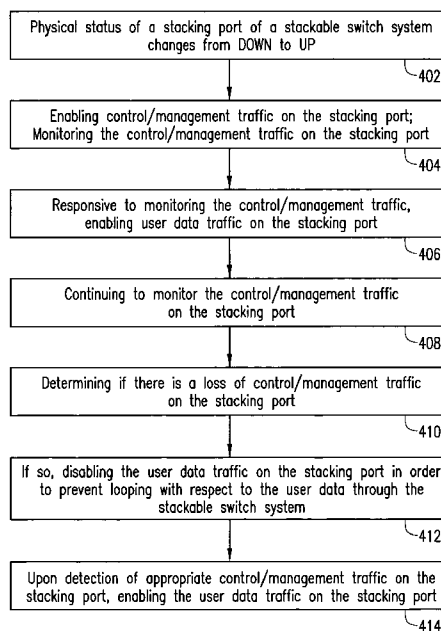 Physical status of a stacking port of a stackable switch system
changes from DOWN to UP
402
Enabling control/management traffic on the stacking port;
Monitoring the control/management traffic on the stacking port
404
Responsive to monitoring the control/management traffic,
enabling user data traffic on the stacking port
406
Continuing to monitor the control/management traffic
on the stacking port
408
Determining if there is a loss of control/management traffic
on the stacking port
410
If so, disabling the user data traffic on the stacking port in order
to prevent looping with respect to the user data through the
stackable switch system
412
Upon detection of appropriate control/management traffic on the
stacking port, enabling the user data traffic on the stacking port
414